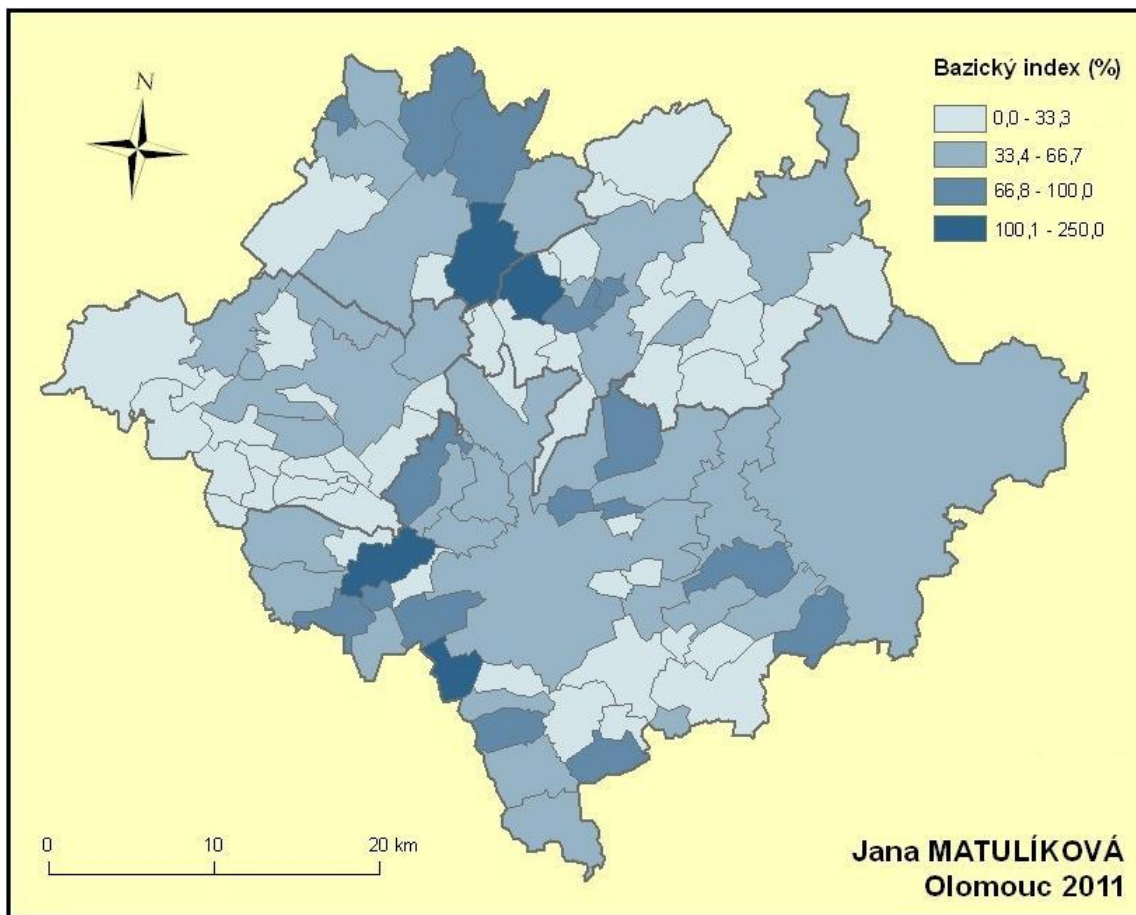 N
Bazický index (%)
0,0 - 33,3
33,4 - 66,7
66,8 - 100,0
100,1 - 250,0
0 10 20 km
Jana MATULÍKOVÁ
Olomouc 2011